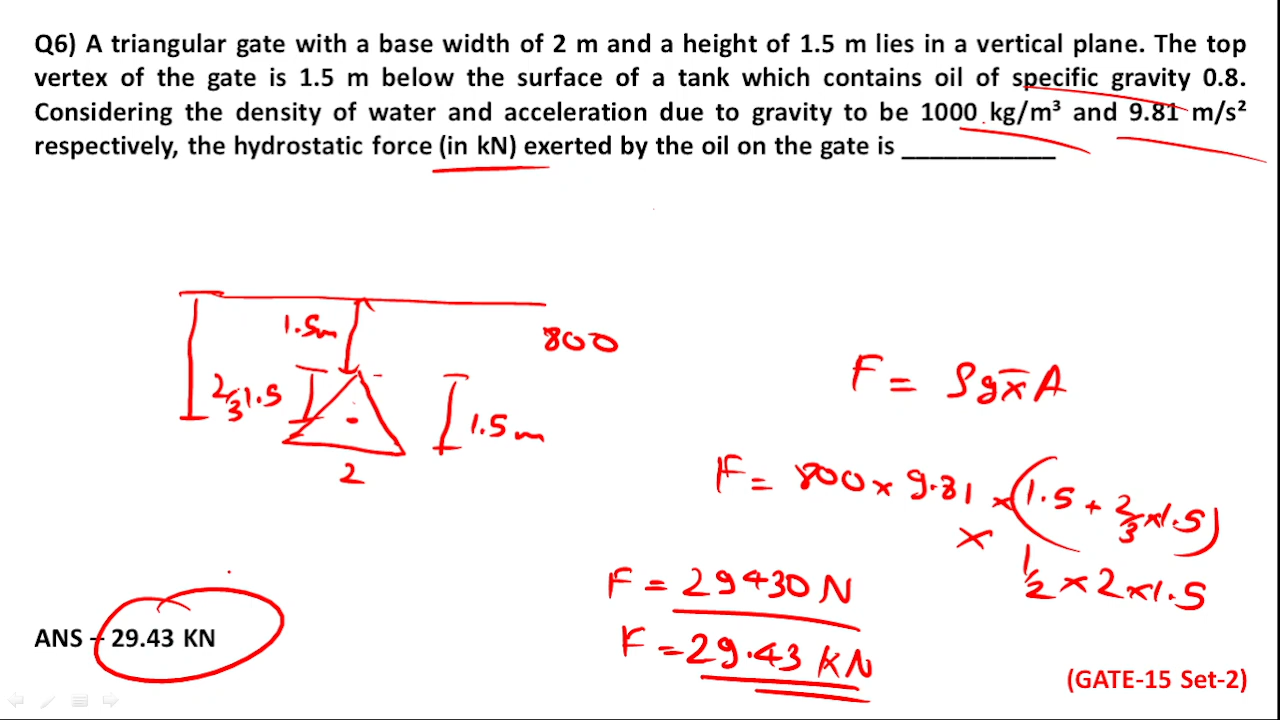 Q6) A triangular gate with a base width of 2 m and a height of 1.5 m lies in a vertical plane. The top
vertex of the gate is 1.5 m below the surface of a tank which contains oil of specific gravity 0.8.
Considering the density of water and acceleration due to gravity to be 1000 kg/m³ and 9.81 m/s²
respectively, the hydrostatic force (in kN) exerted by the oil on the gate is ___________
1.5m
800
2/3 1.5
1.5 m
2
F = ρg x̄ A
F = 800 × 9.81 × (1.5 + 2/3 × 1.5)
× 1/2 × 2 × 1.5
F = 29430 N
F = 29.43 KN
ANS – 29.43 KN
(GATE-15 Set-2)